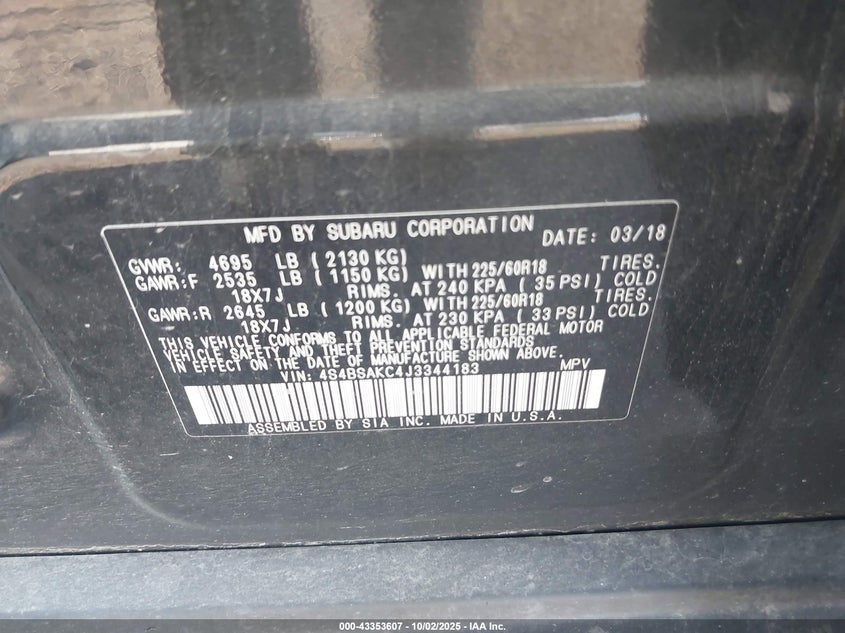 MFD BY SUBARU CORPORATION DATE: 03/18
GVWR: 4695 LB (2130 KG)
GAWR:F 2535 LB (1150 KG) WITH 225/60R18 TIRES.
18X7J RIMS. AT 240 KPA (35 PSI) COLD
GAWR:R 2645 LB (1200 KG) WITH 225/60R18 TIRES.
18X7J RIMS. AT 230 KPA (33 PSI) COLD
THIS VEHICLE CONFORMS TO ALL APPLICABLE FEDERAL MOTOR
VEHICLE SAFETY AND THEFT PREVENTION STANDARDS
IN EFFECT ON THE DATE OF MANUFACTURE SHOWN ABOVE.
VIN: 4S4BSAKC4J3344183 MPV
ASSEMBLED BY SIA INC. MADE IN U.S.A.
000-43353607 - 10/02/2025 - IAA Inc.